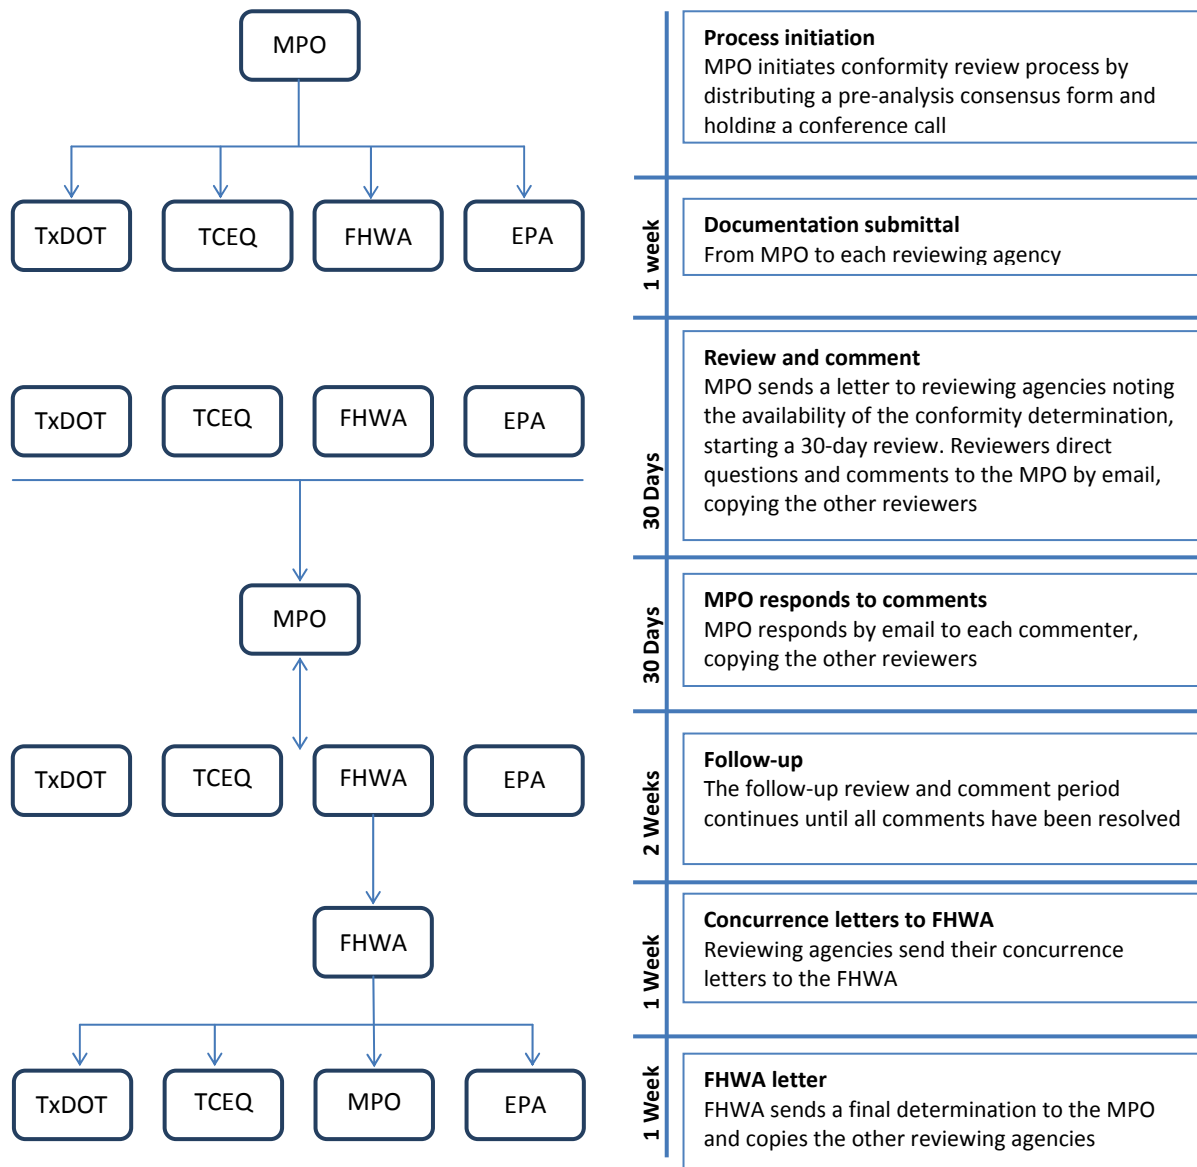 MPO
Process initiation
MPO initiates conformity review process by
distributing a pre-analysis consensus form and
holding a conference call
TxDOT
TCEQ
FHWA
EPA
1 week
Documentation submittal
From MPO to each reviewing agency
TxDOT
TCEQ
FHWA
EPA
30 Days
Review and comment
MPO sends a letter to reviewing agencies noting
the availability of the conformity determination,
starting a 30-day review. Reviewers direct
questions and comments to the MPO by email,
copying the other reviewers
MPO
30 Days
MPO responds to comments
MPO responds by email to each commenter,
copying the other reviewers
TxDOT
TCEQ
FHWA
EPA
2 Weeks
Follow-up
The follow-up review and comment period
continues until all comments have been resolved
FHWA
1 Week
Concurrence letters to FHWA
Reviewing agencies send their concurrence
letters to the FHWA
TxDOT
TCEQ
MPO
EPA
1 Week
FHWA letter
FHWA sends a final determination to the MPO
and copies the other reviewing agencies